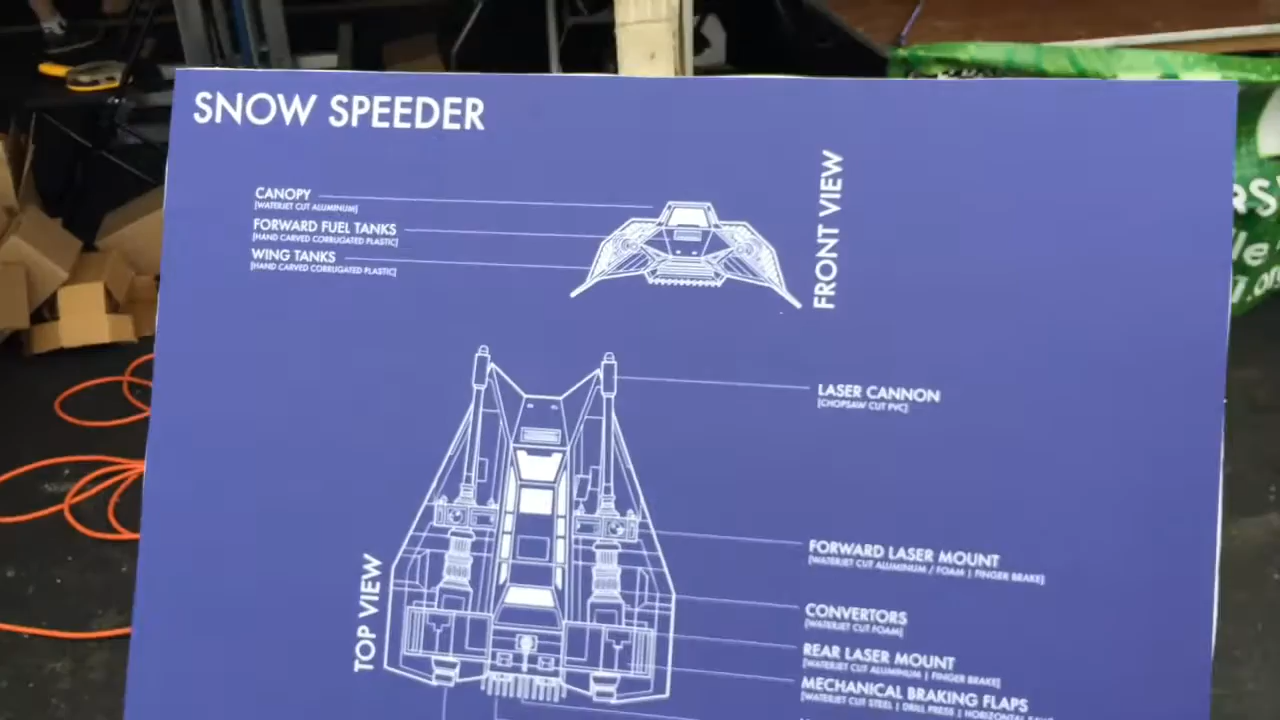 SNOW SPEEDER
CANOPY
[WATERJET CUT ALUMINUM]
FORWARD FUEL TANKS
[HAND CARVED CORRUGATED PLASTIC]
WING TANKS
[HAND CARVED CORRUGATED PLASTIC]
FRONT VIEW
LASER CANNON
[CHOPSAW CUT PVC]
FORWARD LASER MOUNT
[WATERJET CUT ALUMINUM / FOAM | FINGER BRAKE]
CONVERTORS
[WATERJET CUT FOAM]
REAR LASER MOUNT
[WATERJET CUT ALUMINUM | FINGER BRAKE]
MECHANICAL BRAKING FLAPS
[WATERJET CUT STEEL | DRILL PRESS | HORIZONTAL
TOP VIEW